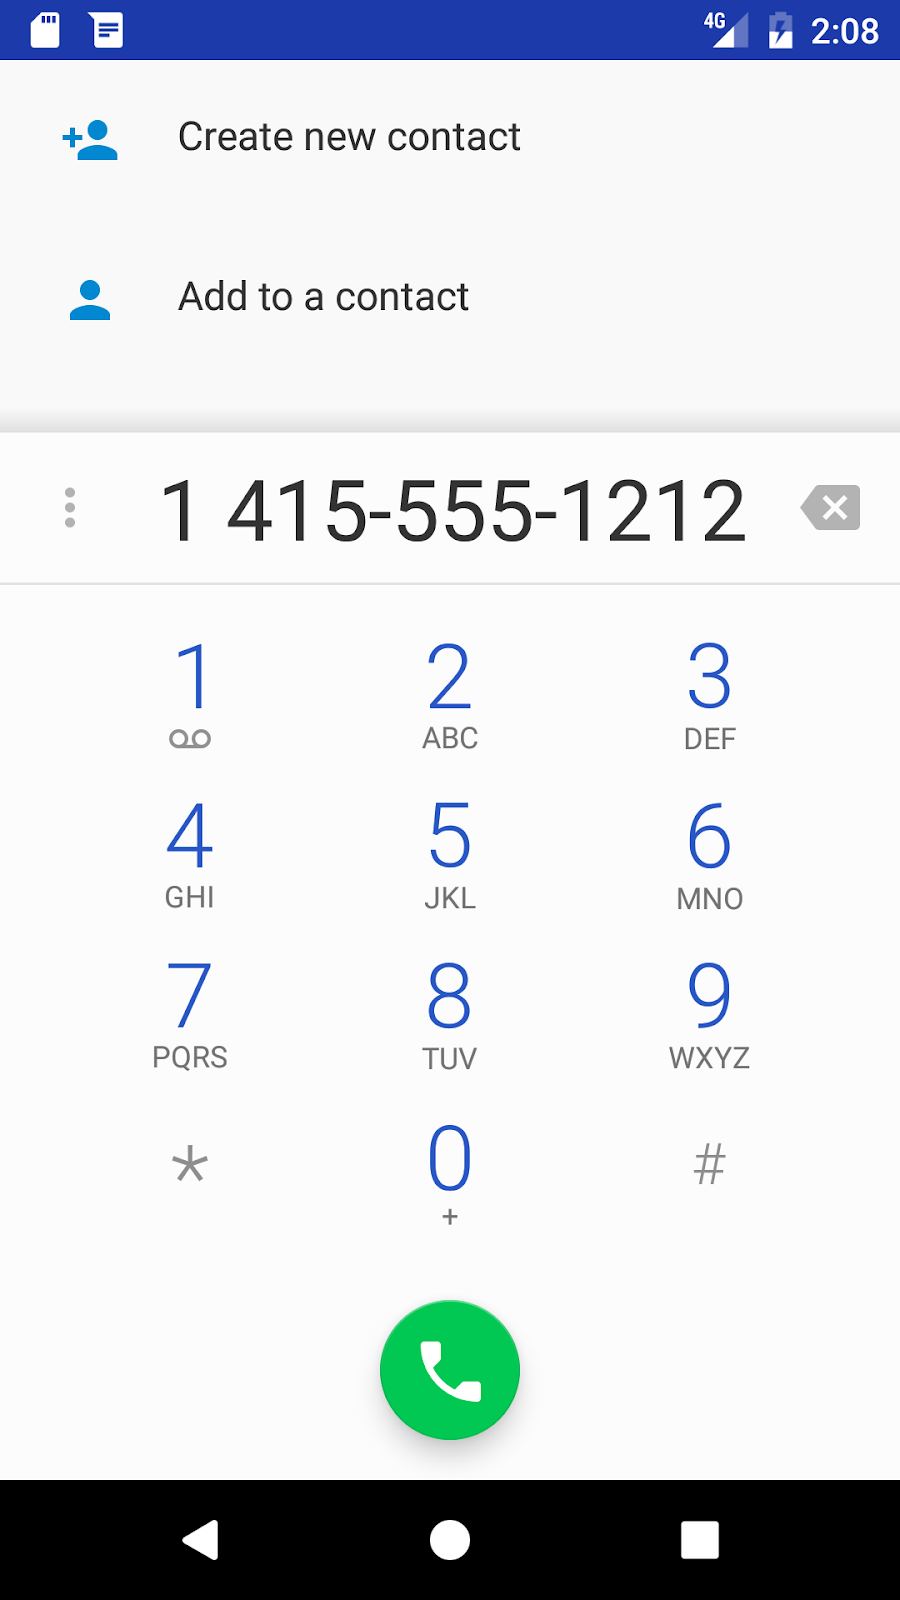 4G 2:08
Create new contact
Add to a contact
1 415-555-1212
1 2 3
ABC DEF
4 5 6
GHI JKL MNO
7 8 9
PQRS TUV WXYZ
* 0 #
+